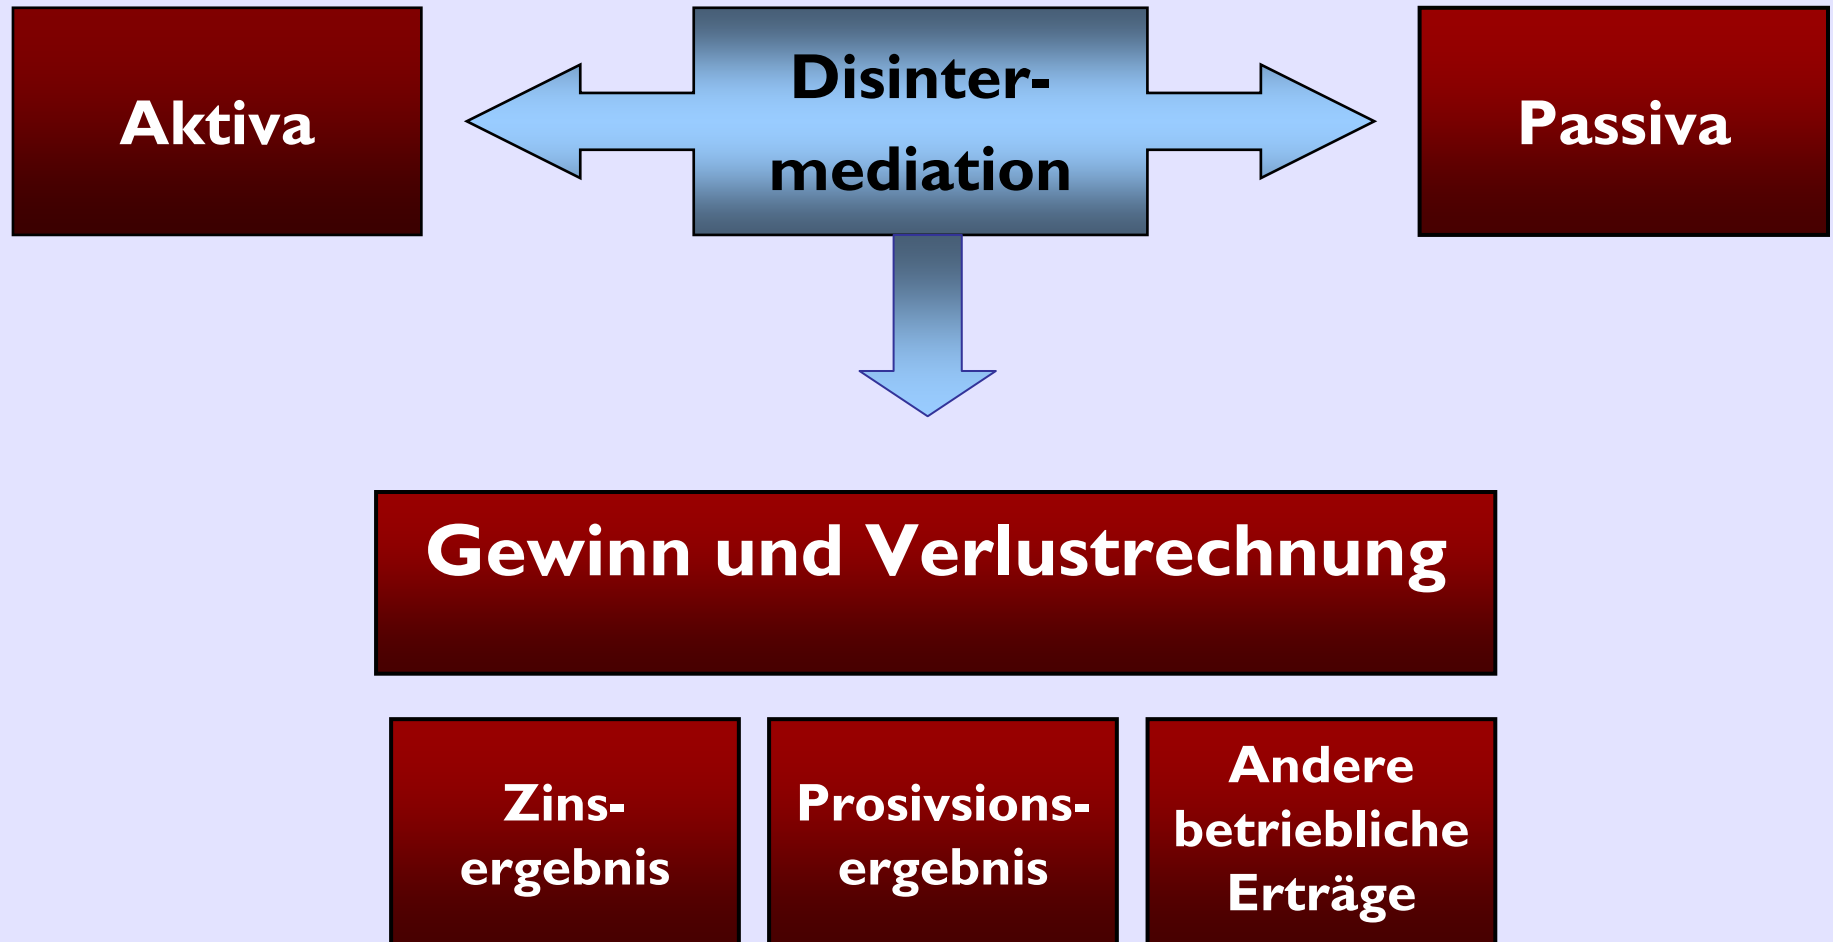 Aktiva
Disinter-
mediation
Passiva
Gewinn und Verlustrechnung
Zins-
ergebnis
Prosivsions-
ergebnis
Andere
betriebliche
Erträge